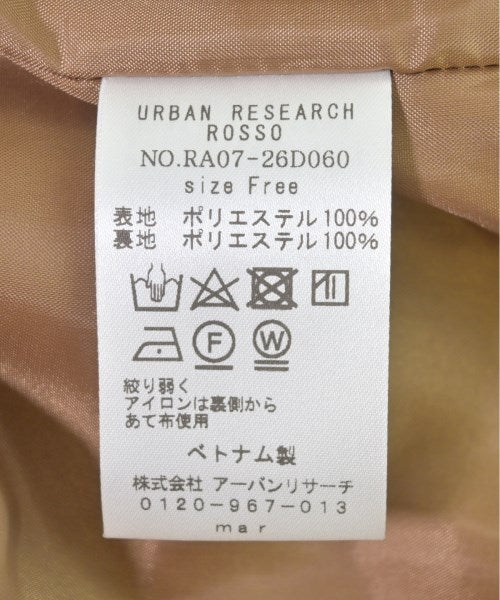 URBAN RESEARCH
ROSSO
NO.RA07-26D060
size Free
表地 ポリエステル100%
裏地 ポリエステル100%
F W
絞り弱く
アイロンは裏側から
あて布使用
ベトナム製
株式会社 アーバンリサーチ
0120-967-013
mar